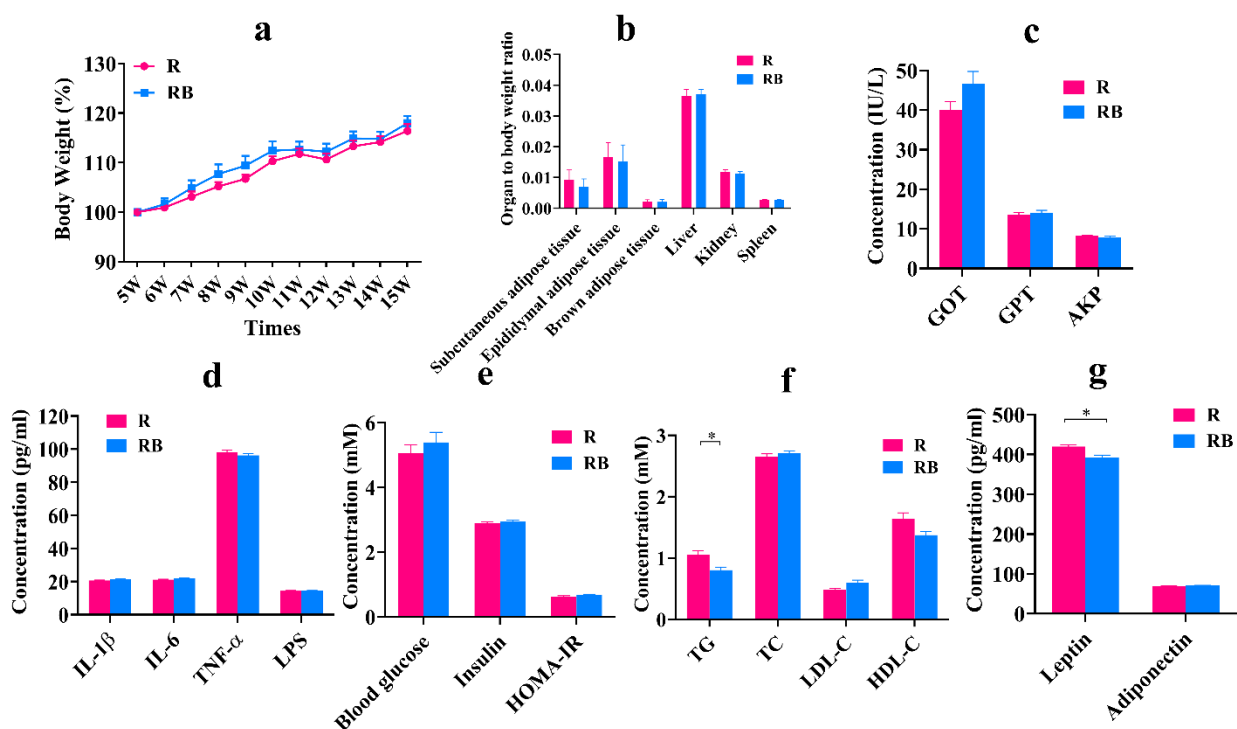 a
Body Weight (%)
130
120
110
100
90
R
RB
5W 6W 7W 8W 9W 10W 11W 12W 13W 14W 15W
Times
b
Organ to body weight ratio
0.05
0.04
0.03
0.02
0.01
0.00
R
RB
Subcutaneous adipose tissue
Epididymal adipose tissue
Brown adipose tissue
Liver
Kidney
Spleen
c
Concentration (IU/L)
50
40
30
20
10
0
R
RB
GOT
GPT
AKP
d
Concentration (pg/ml)
120
100
80
60
40
20
0
R
RB
IL-1β
IL-6
TNF-α
LPS
e
Concentration (mM)
6
4
2
0
R
RB
Blood glucose
Insulin
HOMA-IR
f
Concentration (mM)
3
2
1
0
*
R
RB
TG
TC
LDL-C
HDL-C
g
Concentration (pg/ml)
500
400
300
200
100
0
*
R
RB
Leptin
Adiponectin